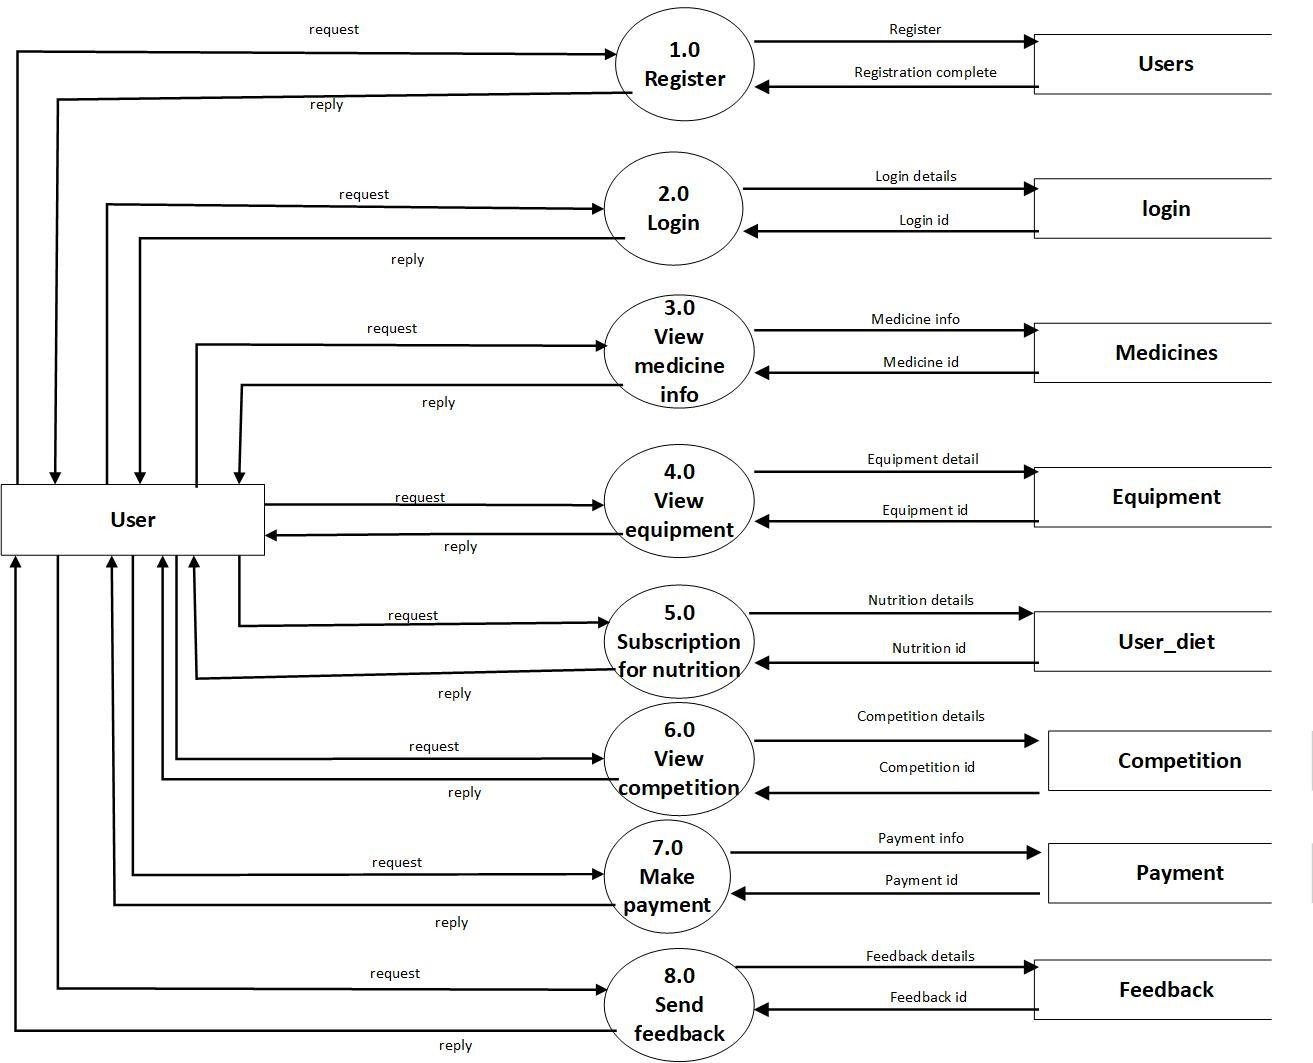 request
1.0
Register
reply
Register
Registration complete
Users
request
2.0
Login
reply
Login details
Login id
login
request
3.0
View
medicine
info
reply
Medicine info
Medicine id
Medicines
User
request
4.0
View
equipment
reply
Equipment detail
Equipment id
Equipment
request
5.0
Subscription
for nutrition
reply
Nutrition details
Nutrition id
User_diet
request
6.0
View
competition
reply
Competition details
Competition id
Competition
request
7.0
Make
payment
reply
Payment info
Payment id
Payment
request
8.0
Send
feedback
reply
Feedback details
Feedback id
Feedback